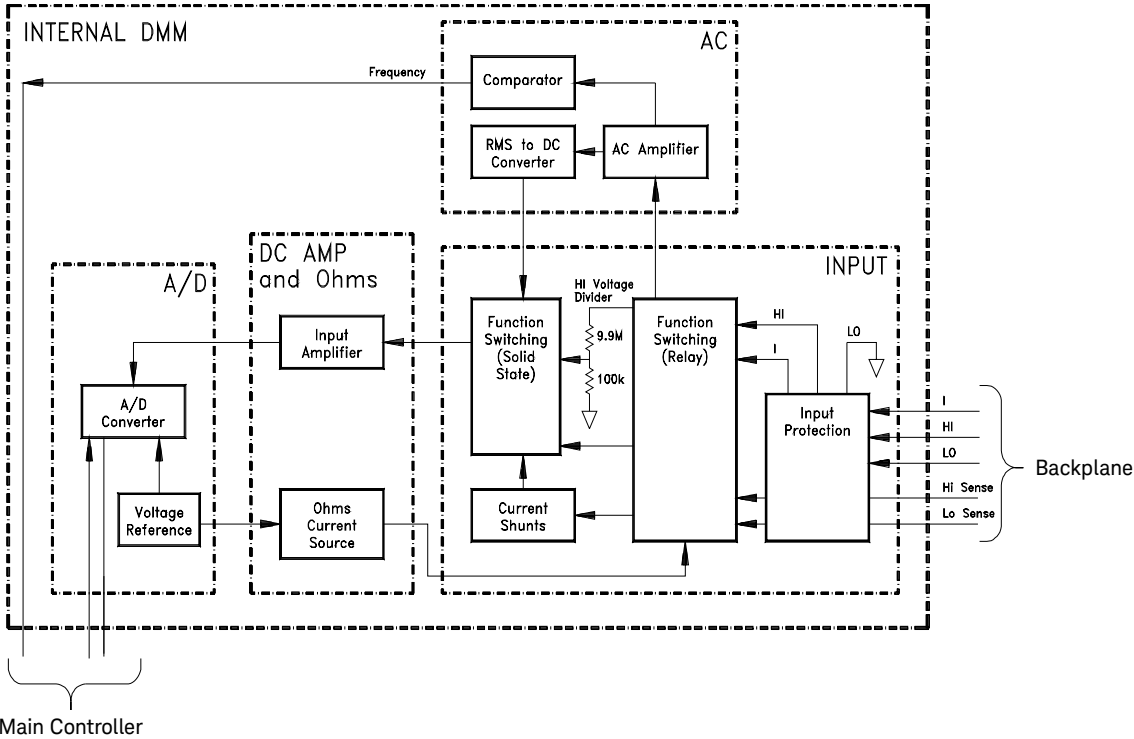 INTERNAL DMM
AC
Frequency
Comparator
RMS to DC
Converter
AC Amplifier
DC AMP
and Ohms
INPUT
A/D
HI Voltage
Divider
Function
Switching
(Solid
State)
9.9M
100k
Function
Switching
(Relay)
HI
LO
I
Input
Amplifier
A/D
Converter
Input
Protection
I
HI
LO
Hi Sense
Lo Sense
Backplane
Voltage
Reference
Ohms
Current
Source
Current
Shunts
Main Controller